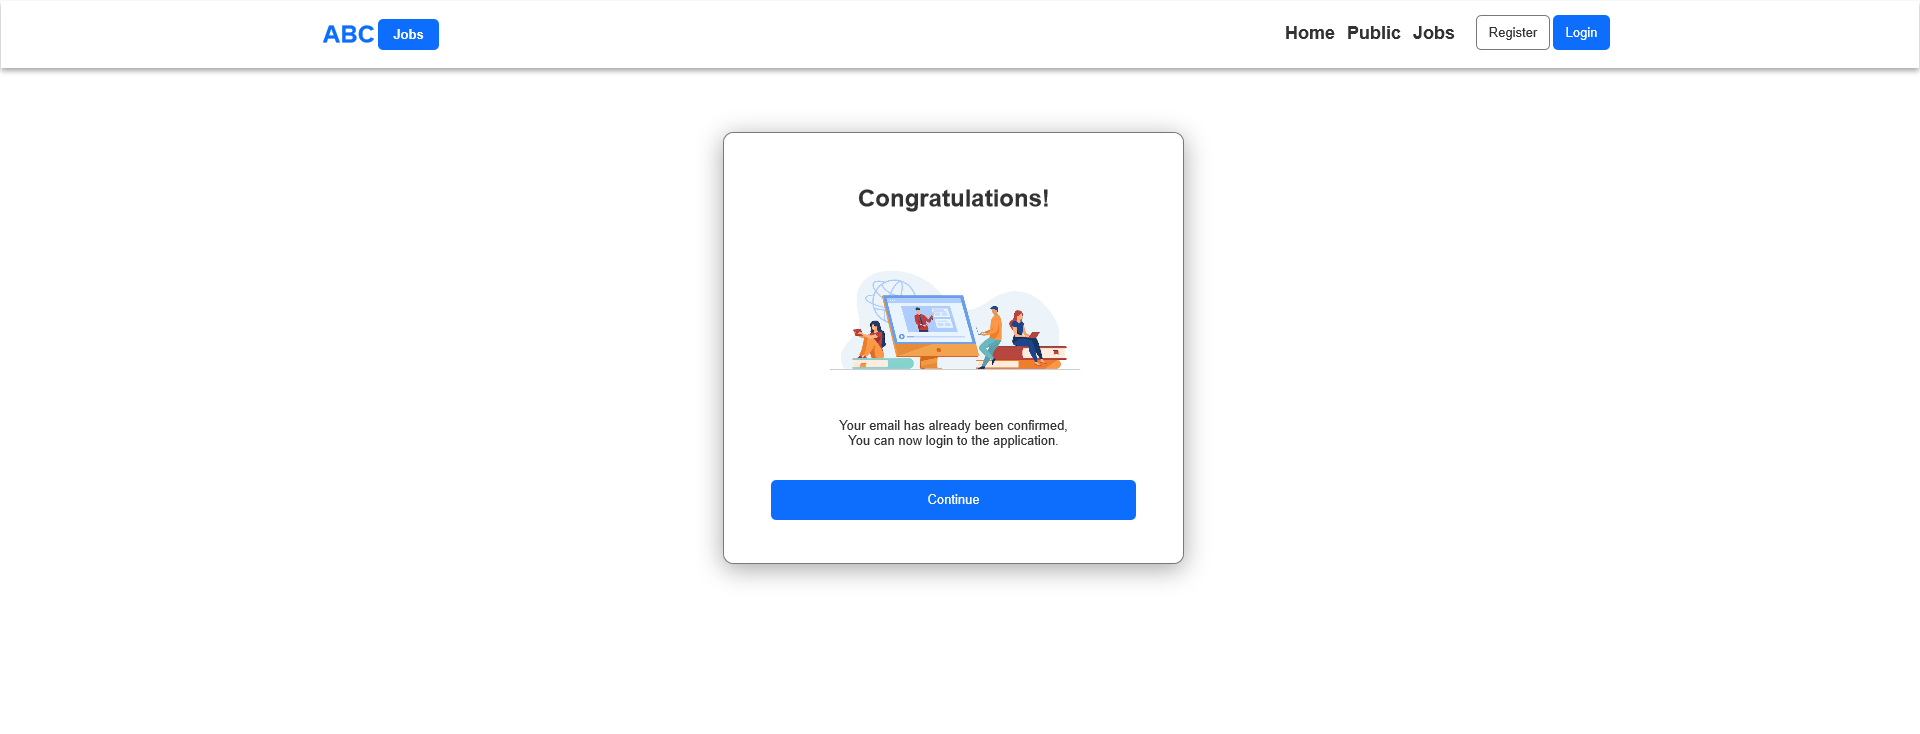 ABC Jobs
Home Public Jobs Register Login
Congratulations!
Your email has already been confirmed,
You can now login to the application.
Continue